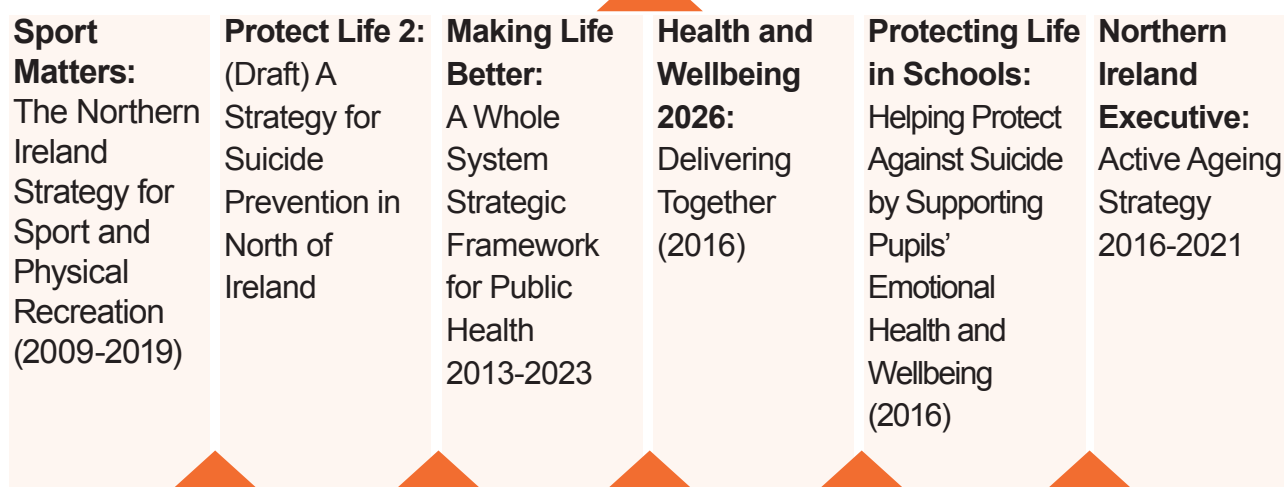 Sport
Matters:
The Northern
Ireland
Strategy for
Sport and
Physical
Recreation
(2009-2019)
Protect Life 2:
(Draft) A
Strategy for
Suicide
Prevention in
North of
Ireland
Making Life
Better:
A Whole
System
Strategic
Framework
for Public
Health
2013-2023
Health and
Wellbeing
2026:
Delivering
Together
(2016)
Protecting Life
in Schools:
Helping Protect
Against Suicide
by Supporting
Pupils’
Emotional
Health and
Wellbeing
(2016)
Northern
Ireland
Executive:
Active Ageing
Strategy
2016-2021